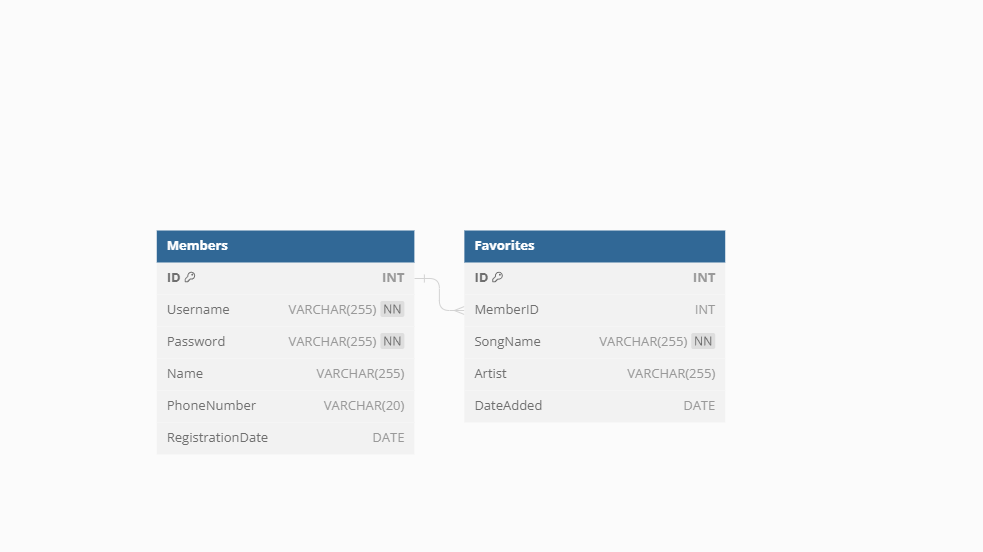 Members
ID INT
Username VARCHAR(255) NN
Password VARCHAR(255) NN
Name VARCHAR(255)
PhoneNumber VARCHAR(20)
RegistrationDate DATE
Favorites
ID INT
MemberID INT
SongName VARCHAR(255) NN
Artist VARCHAR(255)
DateAdded DATE